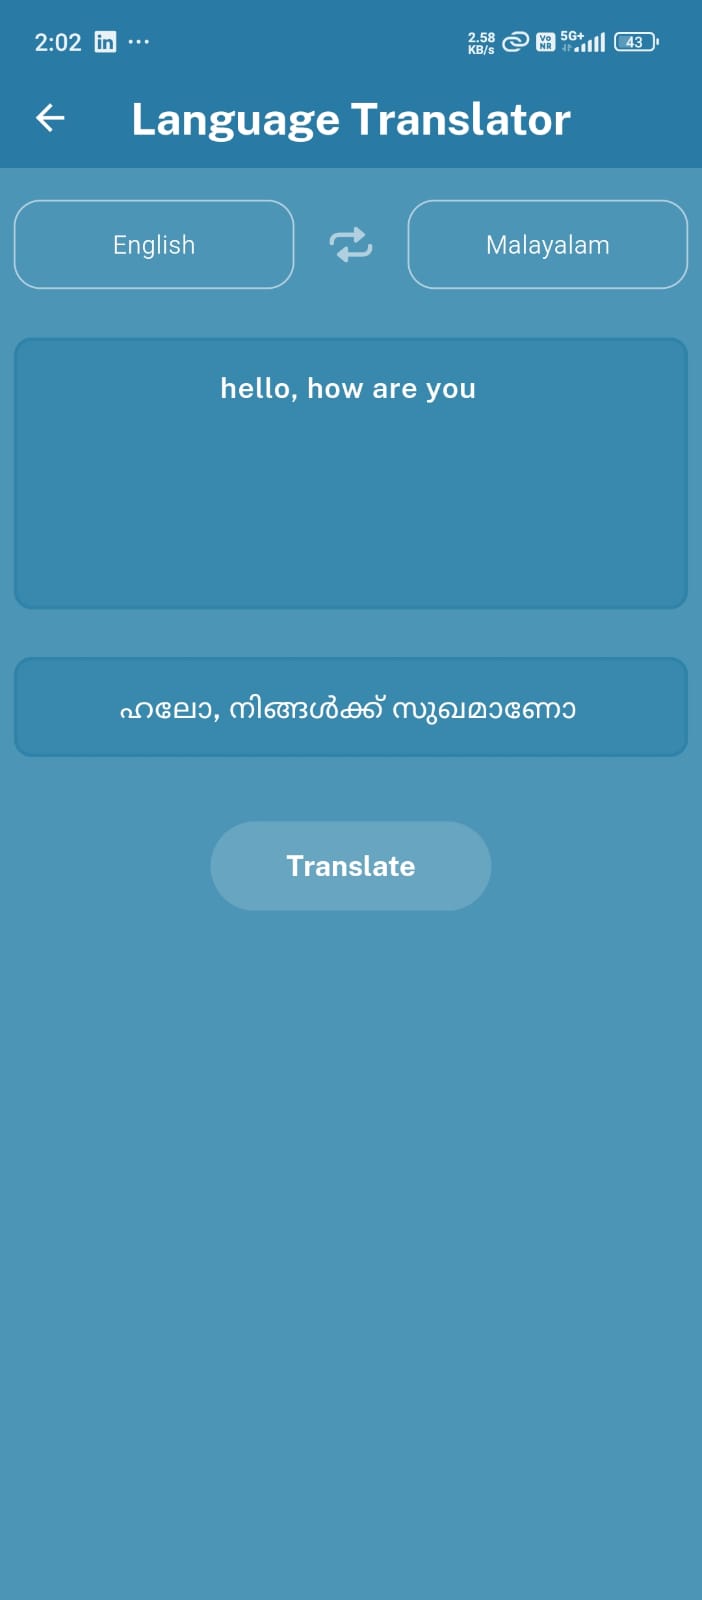 2:02 in ...
2.58 KB/s Vo NR 5G+ 43
Language Translator
English
Malayalam
hello, how are you
ഹലോ, നിങ്ങൾക്ക് സുഖമാണോ
Translate